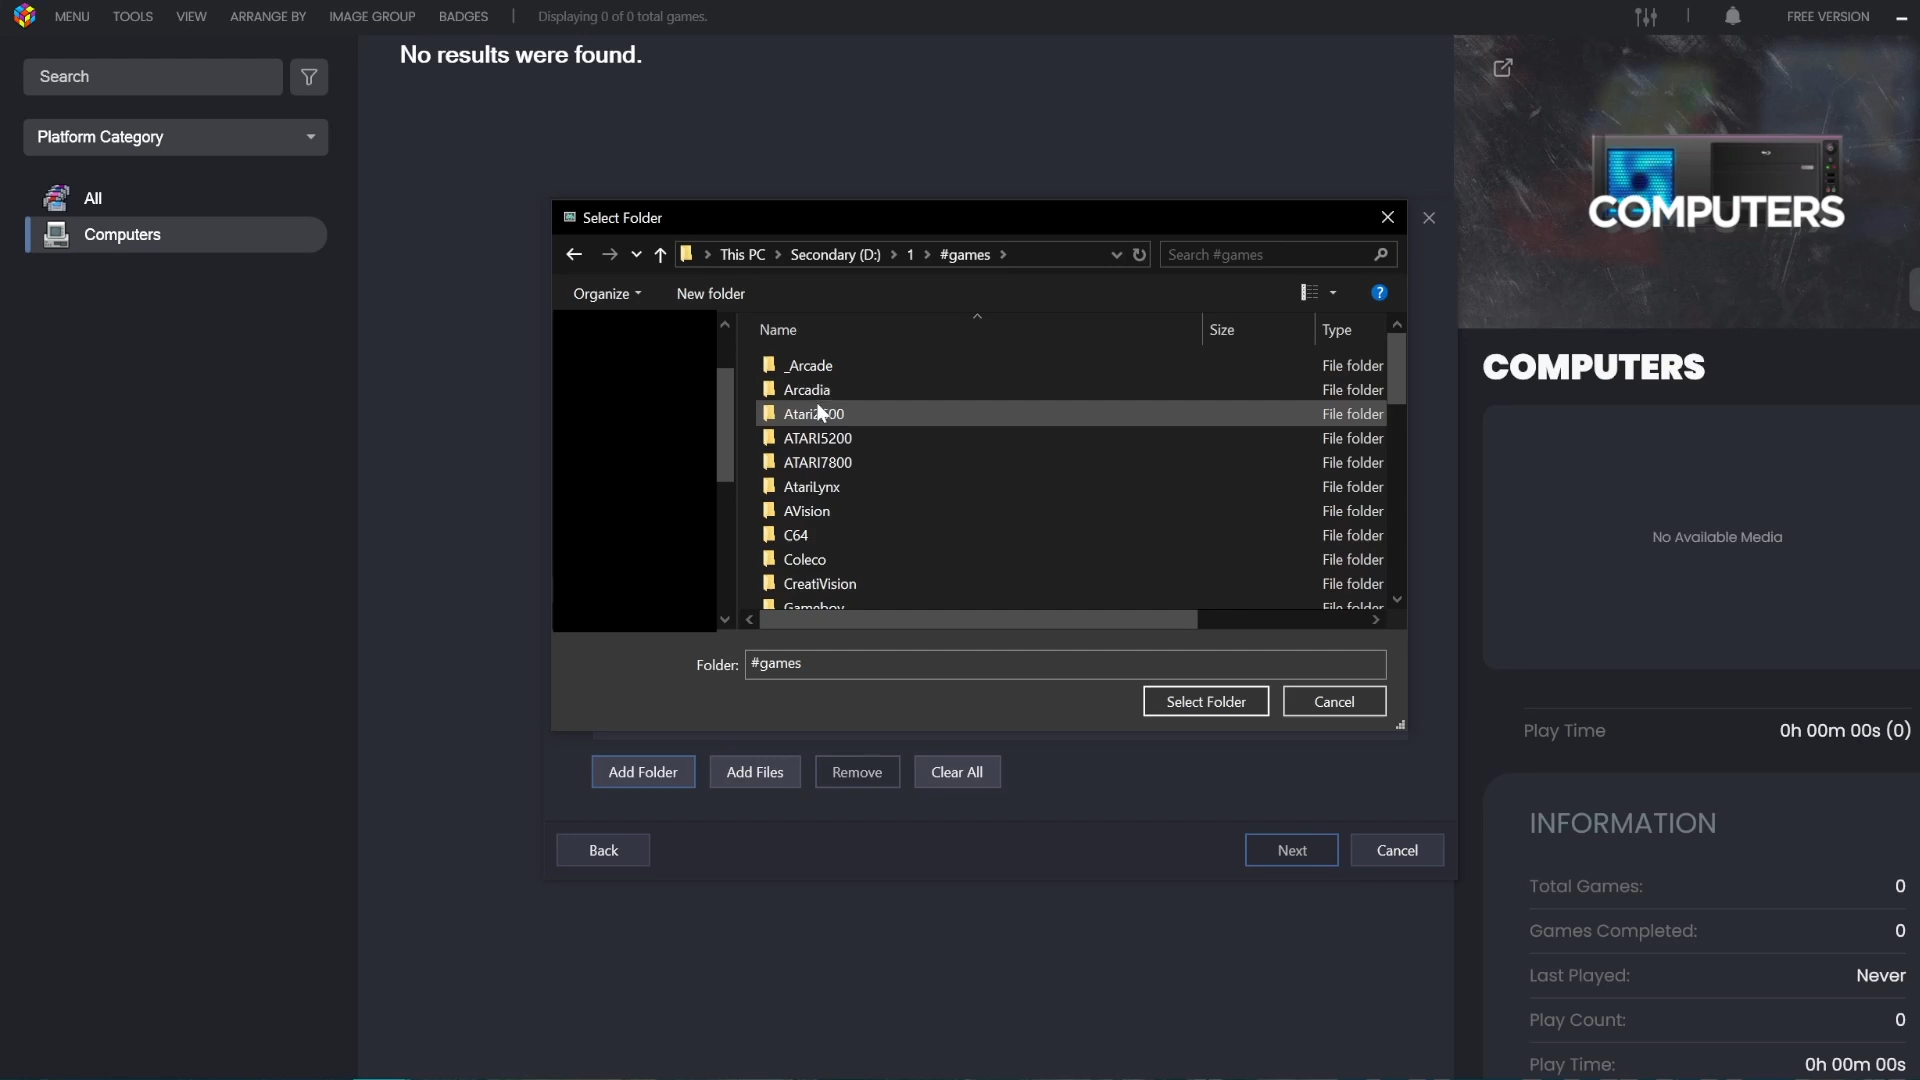 MENU TOOLS VIEW ARRANGE BY IMAGE GROUP BADGES | Displaying 0 of 0 total games. FREE VERSION
Search
Platform Category
All
Computers
No results were found.
Select Folder
This PC > Secondary (D:) > 1 > #games >
Search #games
Organize New folder
Name Size Type
_Arcade File folder
Arcadia File folder
Atari2600 File folder
ATARI5200 File folder
ATARI7800 File folder
AtariLynx File folder
AVision File folder
C64 File folder
Coleco File folder
CreatiVision File folder
Gameboy File folder
Folder: #games
Select Folder Cancel
Add Folder Add Files Remove Clear All
Back Next Cancel
COMPUTERS
COMPUTERS
No Available Media
Play Time 0h 00m 00s (0)
INFORMATION
Total Games: 0
Games Completed: 0
Last Played: Never
Play Count: 0
Play Time: 0h 00m 00s